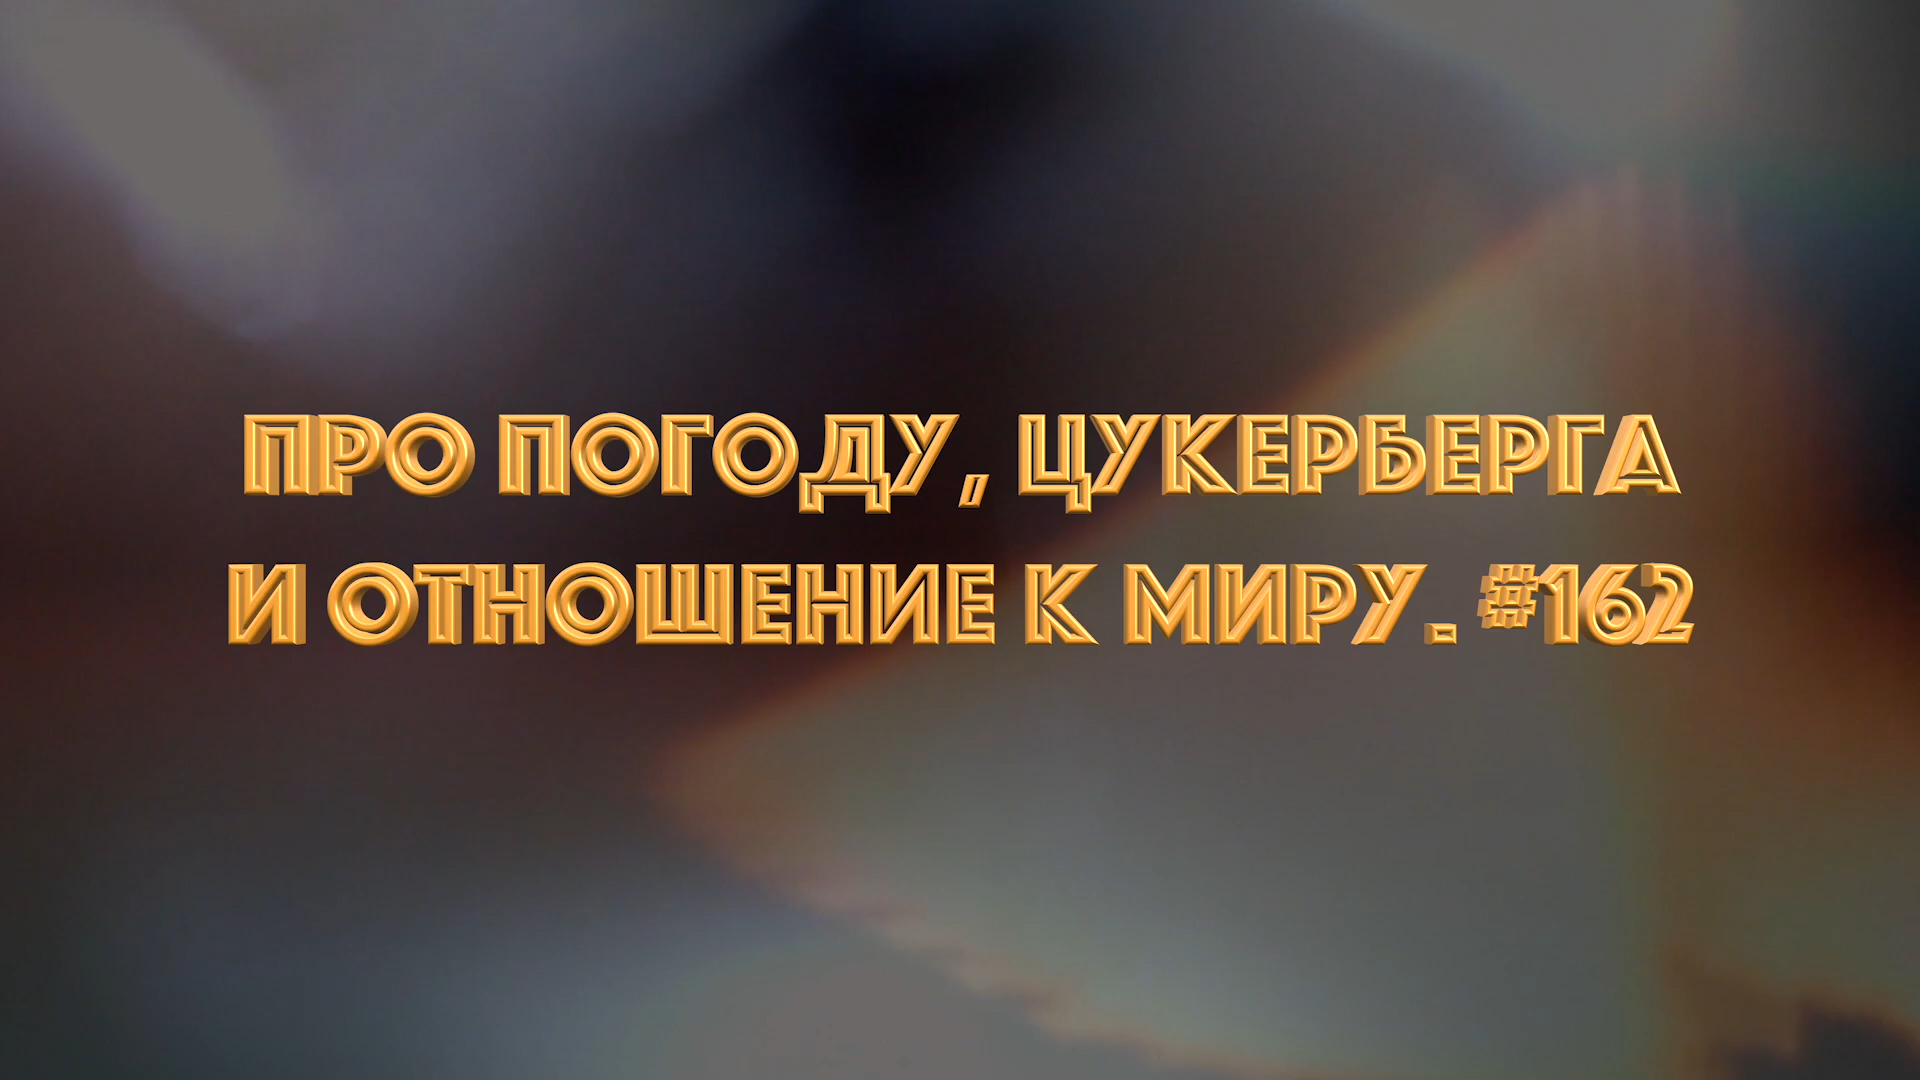 ПРО ПОГОДУ, ЦУКЕРБЕРГА
И ОТНОШЕНИЕ К МИРУ. #162